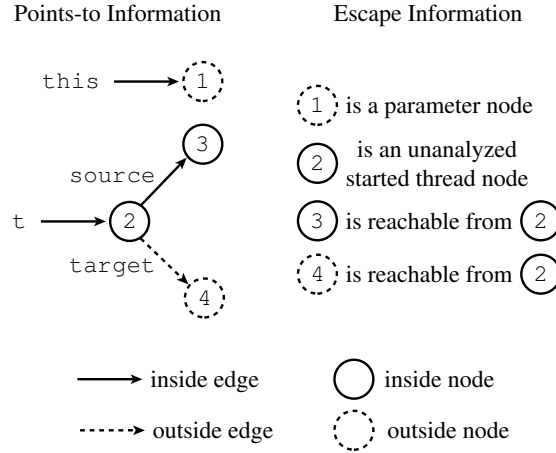 Points-to Information
Escape Information
this
1
1 is a parameter node
3
source
2 is an unanalyzed
started thread node
t
2
3 is reachable from 2
target
4
4 is reachable from 2
inside edge
inside node
outside edge
outside node